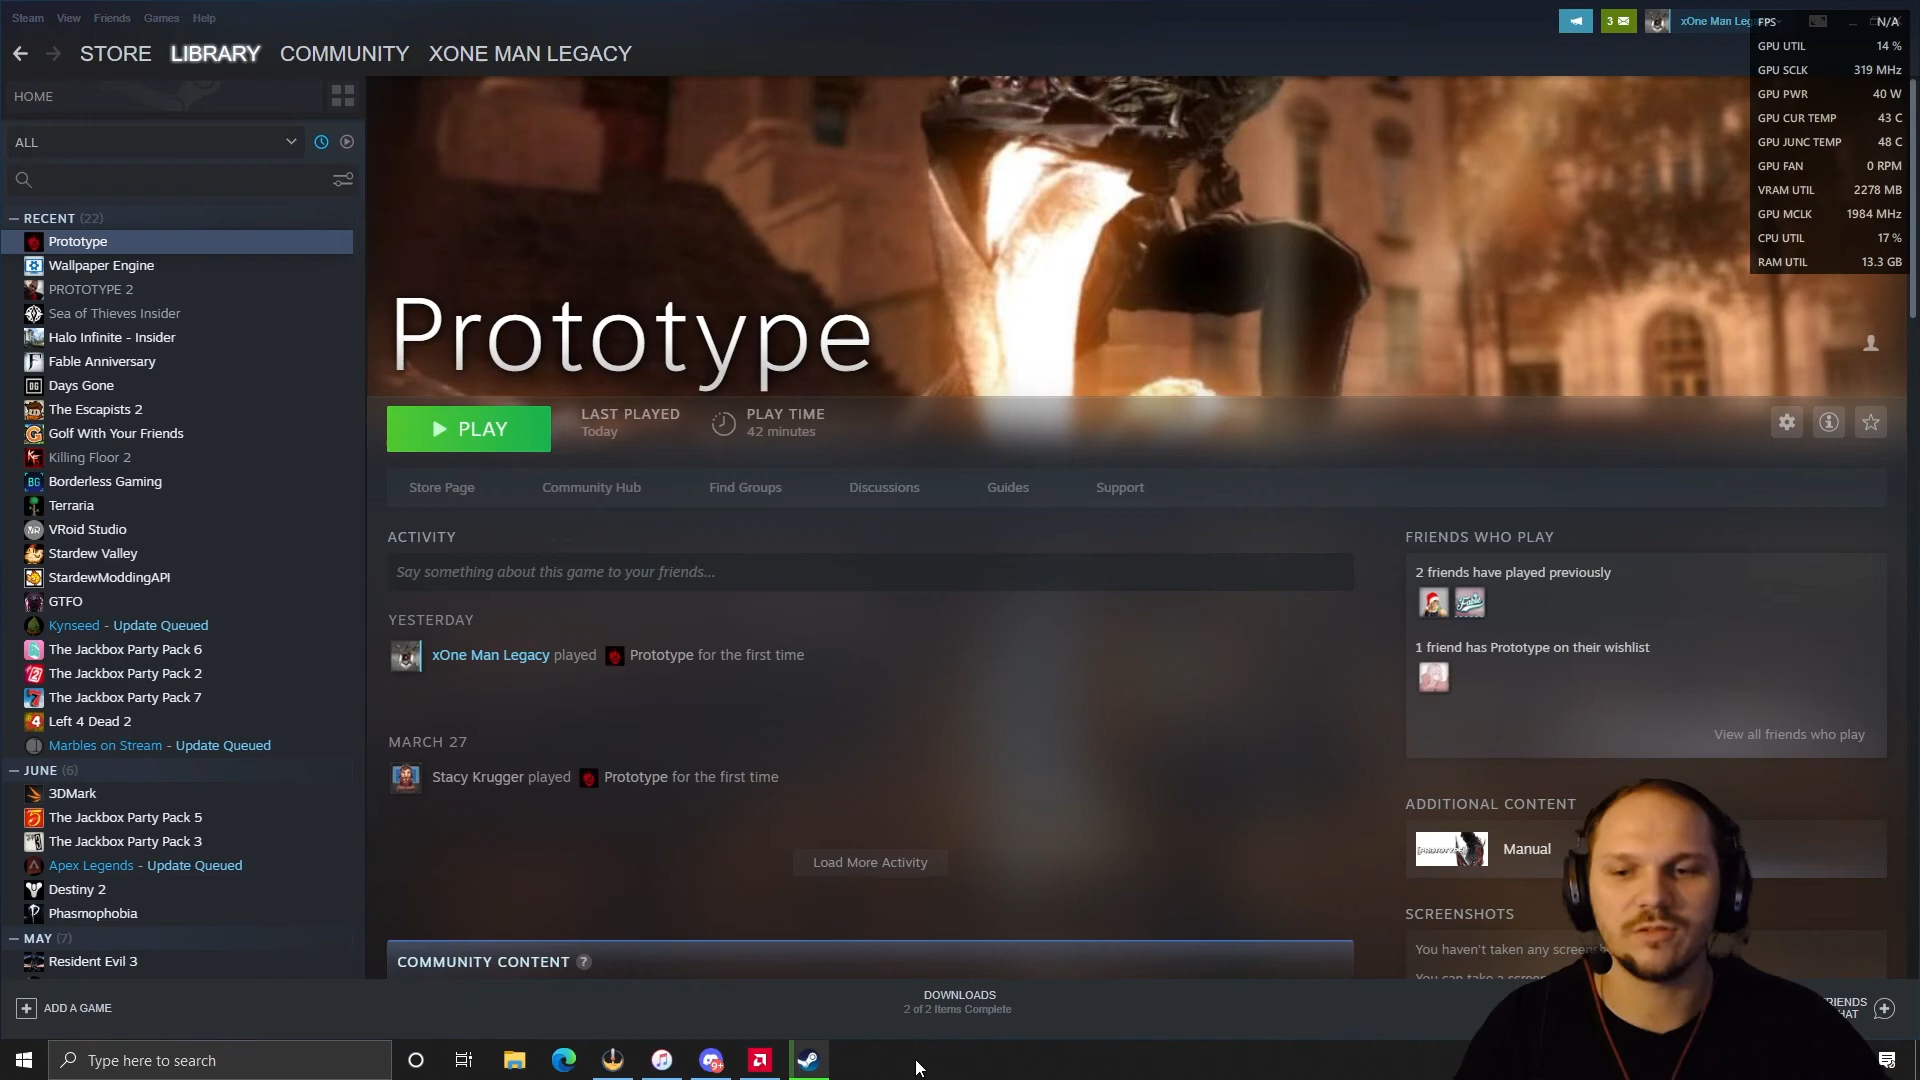 Steam View Friends Games Help
3
xOne Man Leg
STORE LIBRARY COMMUNITY XONE MAN LEGACY
FPS N/A
GPU UTIL 14 %
GPU SCLK 319 MHz
GPU PWR 40 W
GPU CUR TEMP 43 C
GPU JUNC TEMP 48 C
GPU FAN 0 RPM
VRAM UTIL 2278 MB
GPU MCLK 1984 MHz
CPU UTIL 17 %
RAM UTIL 13.3 GB
HOME
ALL
RECENT (22)
Prototype
Wallpaper Engine
PROTOTYPE 2
Sea of Thieves Insider
Halo Infinite - Insider
Fable Anniversary
Days Gone
The Escapists 2
Golf With Your Friends
Killing Floor 2
Borderless Gaming
Terraria
VRoid Studio
Stardew Valley
StardewModdingAPI
GTFO
Kynseed - Update Queued
The Jackbox Party Pack 6
The Jackbox Party Pack 2
The Jackbox Party Pack 7
Left 4 Dead 2
Marbles on Stream - Update Queued
JUNE (6)
3DMark
The Jackbox Party Pack 5
The Jackbox Party Pack 3
Apex Legends - Update Queued
Destiny 2
Phasmophobia
MAY (7)
Resident Evil 3
Prototype
PLAY
LAST PLAYED
Today
PLAY TIME
42 minutes
Store Page Community Hub Find Groups Discussions Guides Support
ACTIVITY
Say something about this game to your friends...
YESTERDAY
xOne Man Legacy played Prototype for the first time
MARCH 27
Stacy Krugger played Prototype for the first time
Load More Activity
COMMUNITY CONTENT ?
FRIENDS WHO PLAY
2 friends have played previously
1 friend has Prototype on their wishlist
View all friends who play
ADDITIONAL CONTENT
Manual
SCREENSHOTS
You haven't taken any
ADD A GAME
DOWNLOADS
2 of 2 Items Complete
Type here to search